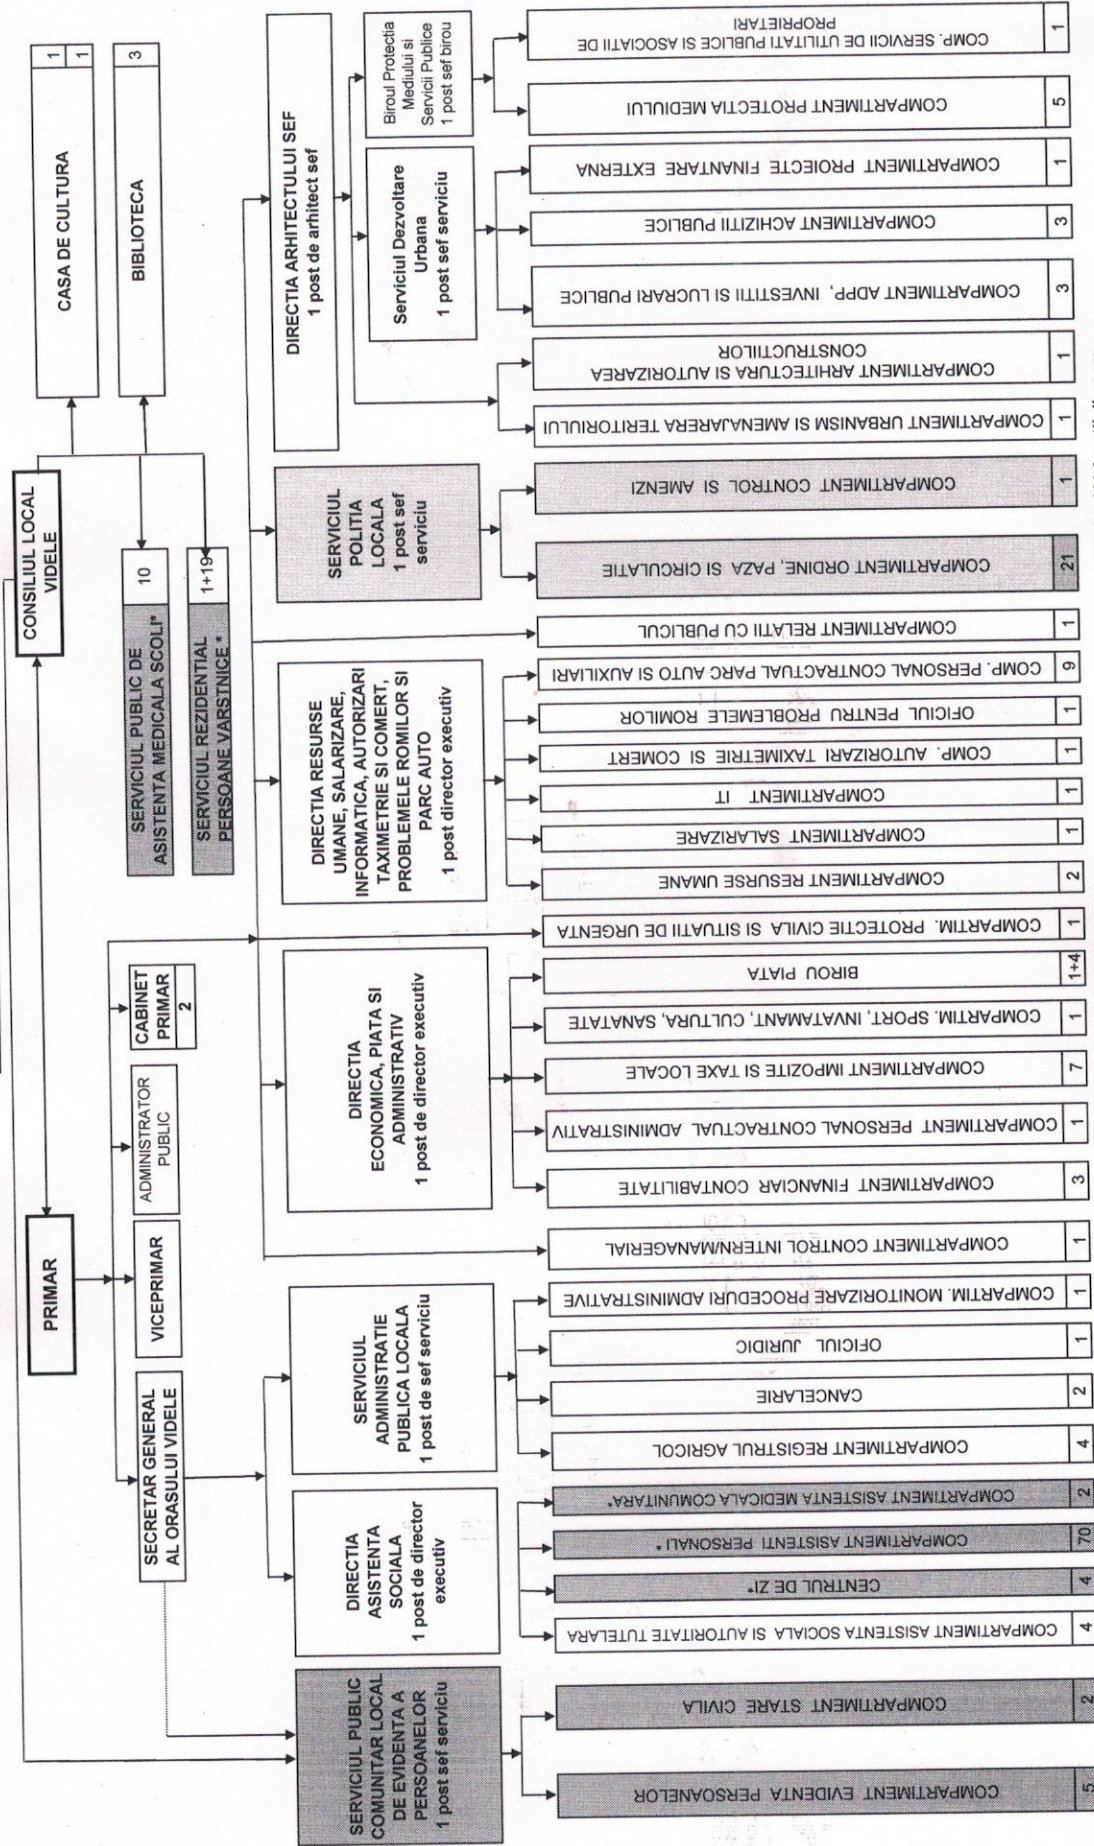 CONSILIUL LOCAL
VIDELE
PRIMAR
CASA DE CULTURA
1
1
BIBLIOTECA
3
SERVICIUL PUBLIC DE
ASISTENTA MEDICALA SCOLI*
10
SERVICIUL REZIDENTIAL
PERSOANE VARSTNICE *
1+19
SECRETAR GENERAL
AL ORASULUI VIDELE
VICEPRIMAR
ADMINISTRATOR
PUBLIC
CABINET
PRIMAR
2
SERVICIUL PUBLIC
COMUNITAR LOCAL
DE EVIDENTA A
PERSOANELOR
1 post sef serviciu
DIRECTIA
ASISTENTA
SOCIALA
1 post de director
executiv
SERVICIUL
ADMINISTRATIE
PUBLICA LOCALA
1 post de sef serviciu
DIRECTIA
ECONOMICA, PIATA SI
ADMINISTRATIV
1 post de director executiv
DIRECTIA RESURSE
UMANE, SALARIZARE,
INFORMATICA, AUTORIZARI
TAXIMETRIE SI COMERT,
PROBLEMELE ROMILOR SI
PARC AUTO
1 post director executiv
SERVICIUL
POLITIA
LOCALA
1 post sef
serviciu
DIRECTIA ARHITECTULUI SEF
1 post de arhitect sef
Serviciul Dezvoltare
Urbana
1 post sef serviciu
Biroul Protectia
Mediului si
Servicii Publice
1 post sef birou
COMPARTIMENT EVIDENTA PERSOANELOR
5
COMPARTIMENT STARE CIVILA
2
COMPARTIMENT ASISTENTA SOCIALA SI AUTORITATE TUTELARA
4
CENTRUL DE ZI*
4
COMPARTIMENT ASISTENTI PERSONALI *
70
COMPARTIMENT ASISTENTA MEDICALA COMUNITARA*
2
COMPARTIMENT REGISTRUL AGRICOL
4
CANCELARIE
2
OFICIUL JURIDIC
1
COMPARTIM. MONITORIZARE PROCEDURI ADMINISTRATIVE
1
COMPARTIMENT CONTROL INTERN/MANAGERIAL
1
COMPARTIMENT FINANCIAR CONTABILITATE
3
COMPARTIMENT PERSONAL CONTRACTUAL ADMINISTRATIV
1
COMPARTIMENT IMPOZITE SI TAXE LOCALE
7
COMPARTIM. SPORT, INVATAMANT, CULTURA, SANATATE
1
BIROU PIATA
1+4
COMPARTIM. PROTECTIE CIVILA SI SITUATII DE URGENTA
1
COMPARTIMENT RESURSE UMANE
2
COMPARTIMENT SALARIZARE
1
COMPARTIMENT IT
1
COMP. AUTORIZARI TAXIMETRIE SI COMERT
1
OFICIUL PENTRU PROBLEMELE ROMILOR
1
COMP. PERSONAL CONTRACTUAL PARC AUTO SI AUXILIARI
9
COMPARTIMENT RELATII CU PUBLICUL
1
COMPARTIMENT ORDINE, PAZA SI CIRCULATIE
21
COMPARTIMENT CONTROL SI AMENZI
1
COMPARTIMENT URBANISM SI AMENAJARERA TERITORIULUI
1
COMPARTIMENT ARHITECTURA SI AUTORIZAREA
CONSTRUCTIILOR
1
COMPARTIMENT ADPP, INVESTITII SI LUCRARI PUBLICE
3
COMPARTIMENT ACHIZITII PUBLICE
3
COMPARTIMENT PROIECTE FINANTARE EXTERNA
1
COMPARTIMENT PROTECTIA MEDIULUI
5
COMP. SERVICII DE UTILITATI PUBLICE SI ASOCIATII DE
PROPRIETARI
1